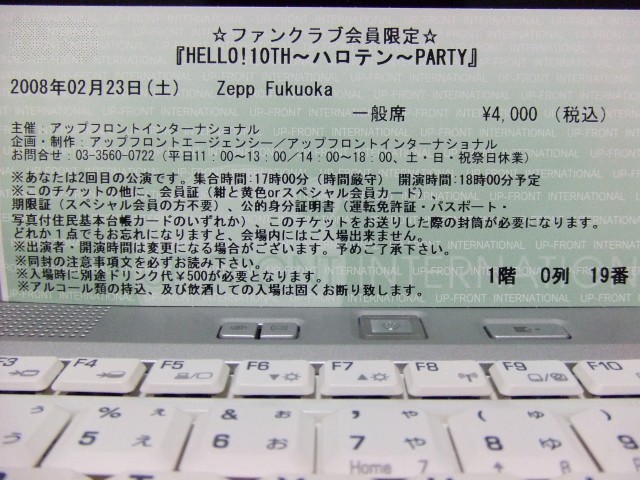 ☆ファンクラブ会員限定☆
『HELLO!10TH～ハロテン～PARTY』
2008年02月23日(土) Zepp Fukuoka
一般席 ¥4,000 (税込)
主催：アップフロントインターナショナル
企画・制作：アップフロントエージェンシー／アップフロントインターナショナル
お問合せ：03-3560-0722 (平日11：00～13：00／14：00～18：00、土・日・祝祭日休業)
※あなたは2回目の公演です。集合時間:17時00分（時間厳守） 開演時間:18時00分予定
※このチケットの他に、会員証（紺と黄色orスペシャル会員カード）
期限証（スペシャル会員の方不要）、公的身分証明書（運転免許証・パスポート・
写真付住民基本台帳カードのいずれか）、このチケットをお送りした際の封筒が必要になります。
どれか１点でもお忘れになりますと、会場内にはご入場出来ません。
※出演者・開演時間は変更になる場合がございます。予めご了承下さい。
※同封の注意事項文を必ずお読み下さい。
※入場時に別途ドリンク代￥500が必要となります。
※アルコール類の持込、及び飲酒しての入場は固くお断り致します。
1階 0列 19番
UP-FRONT INTERNATIONAL
F3 F4 F5 F6 F7 F8 F9 F10
% ぇ & ぉ ' ゃ ( ゅ ょ
5 え 6 お 7 や 8 ゆ
Home 7 8